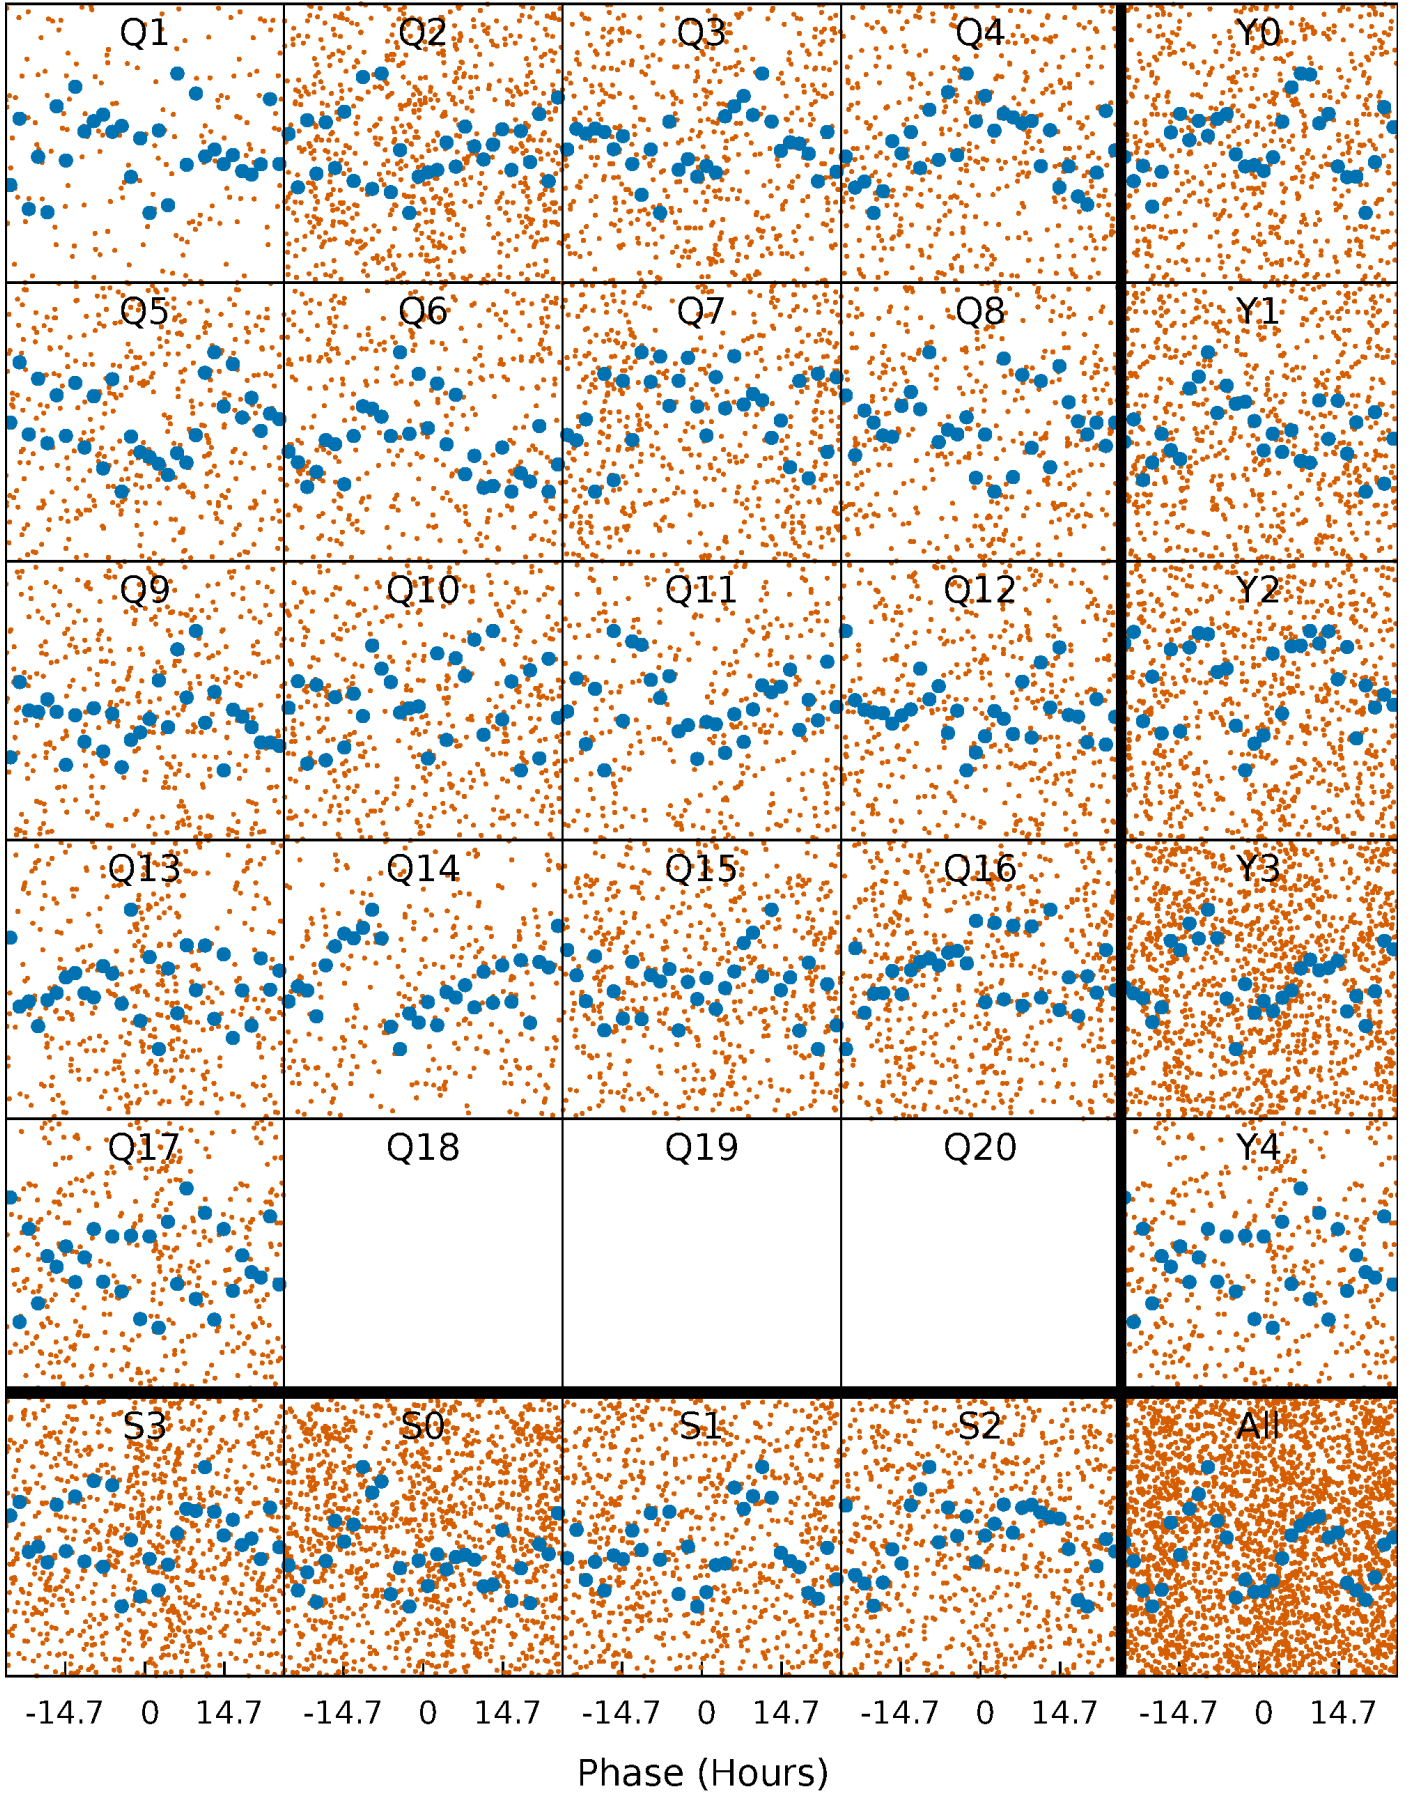 Q1 Q2 Q3 Q4 Y0
Q5 Q6 Q7 Q8 Y1
Q9 Q10 Q11 Q12 Y2
Q13 Q14 Q15 Q16 Y3
Q17 Q18 Q19 Q20 Y4
S3 S0 S1 S2 All
-14.7 0 14.7 -14.7 0 14.7 -14.7 0 14.7 -14.7 0 14.7 -14.7 0 14.7
Phase (Hours)